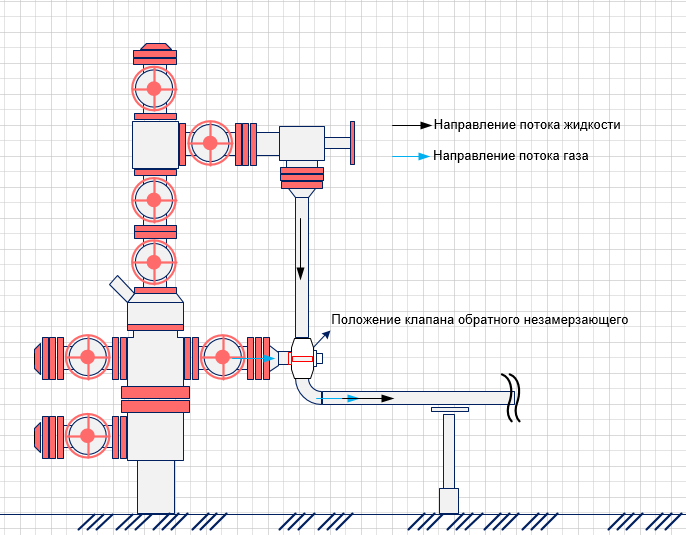 Направление потока жидкости
Направление потока газа
Положение клапана обратного незамерзающего